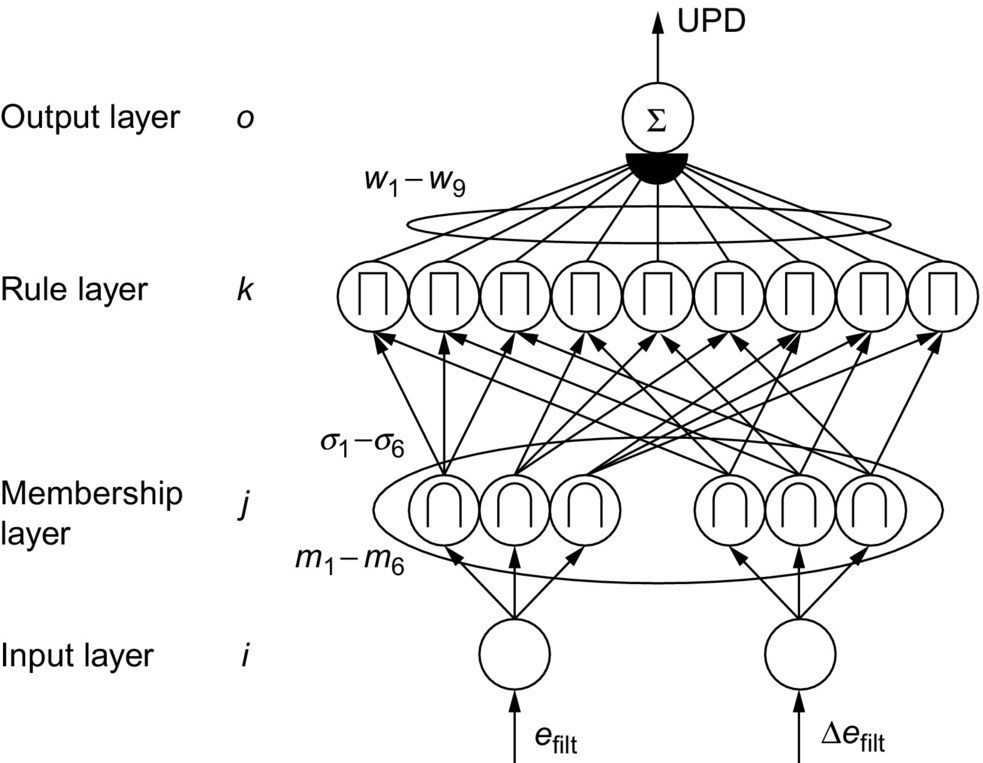 UPD
Output layer o
Σ
w1–w9
Rule layer k
∏ ∏ ∏ ∏ ∏ ∏ ∏ ∏ ∏
σ1–σ6
Membership
layer j
∩ ∩ ∩ ∩ ∩ ∩
m1–m6
Input layer i
efilt Δefilt